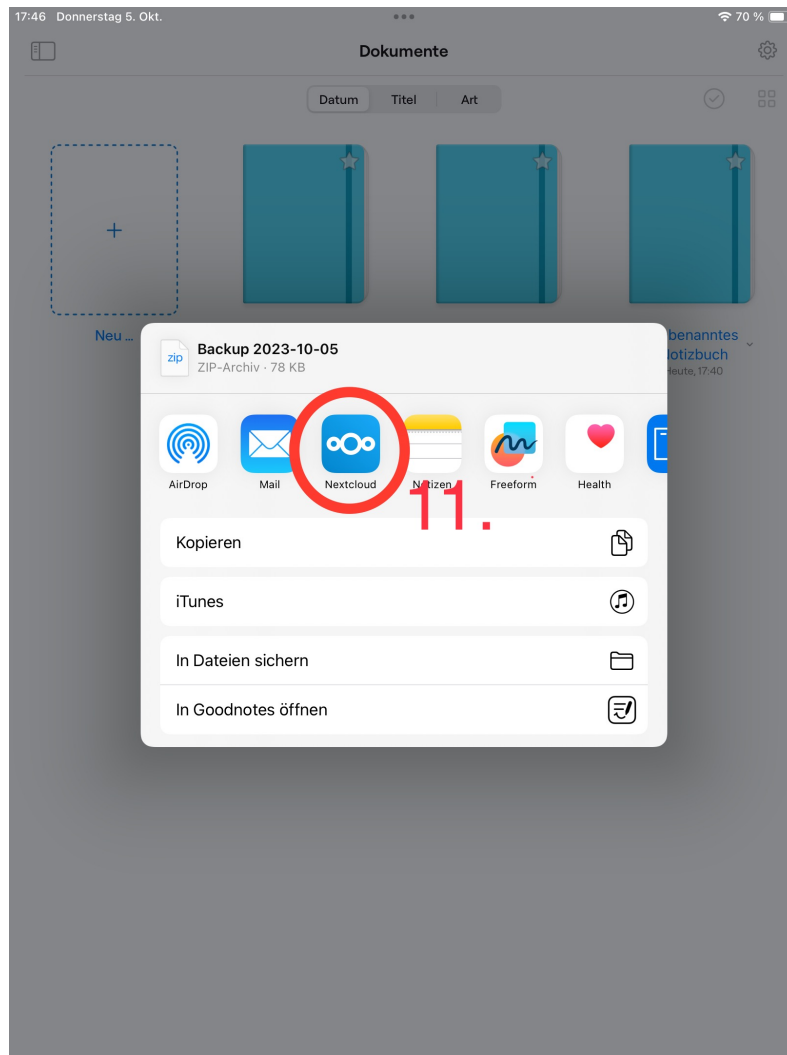 17:46 Donnerstag 5. Okt.
70 %
Dokumente
Datum Titel Art
Neu ...
benanntes
Notizbuch
Heute, 17:40
zip
Backup 2023-10-05
ZIP-Archiv · 78 KB
AirDrop Mail Nextcloud Notizen Freeform Health
11.
Kopieren
iTunes
In Dateien sichern
In Goodnotes öffnen